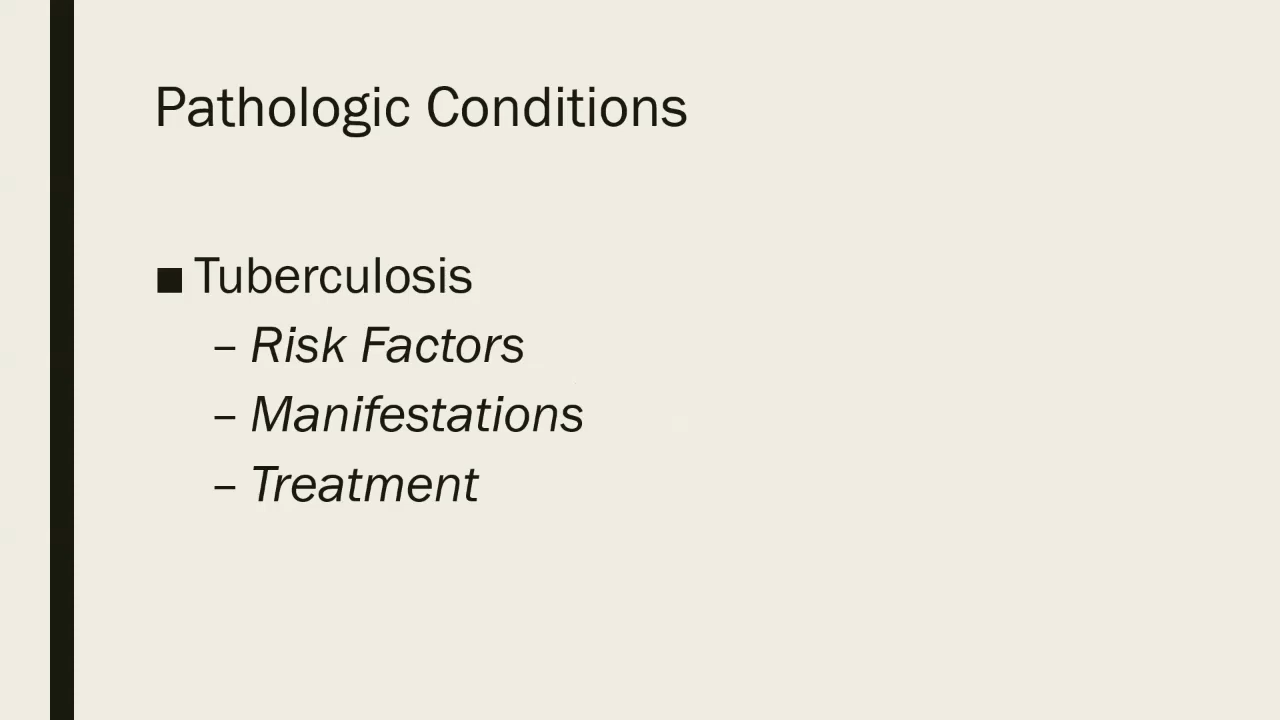 Pathologic Conditions
■ Tuberculosis
– Risk Factors
– Manifestations
– Treatment